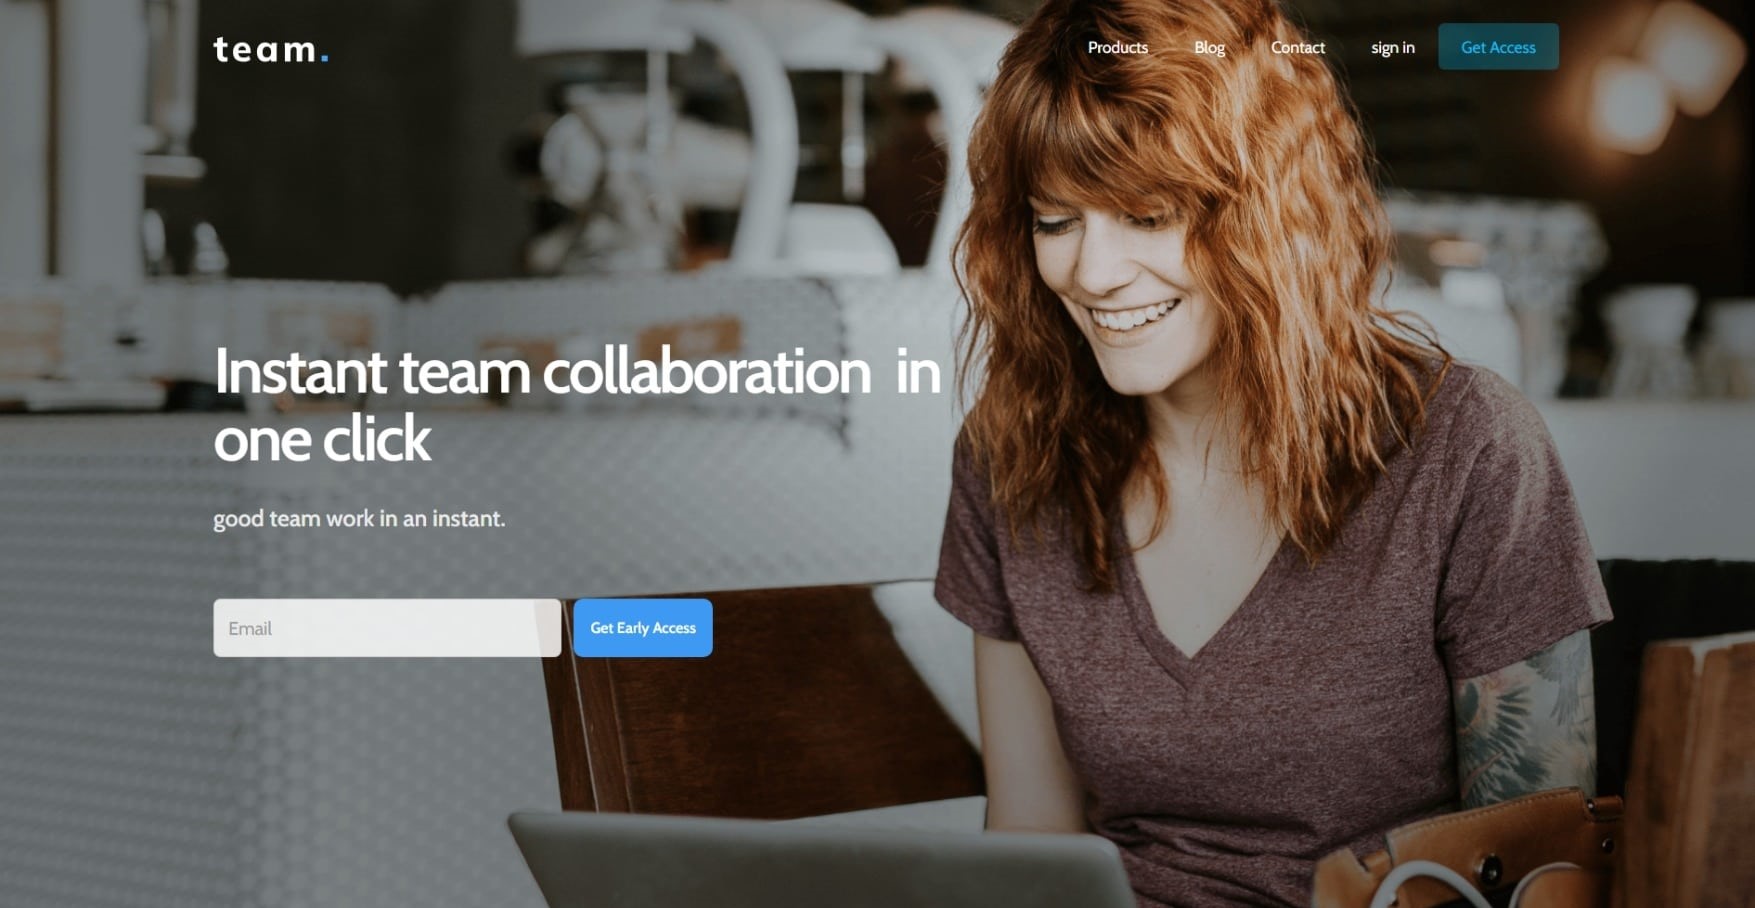 team.
Products Blog Contact sign in Get Access
Instant team collaboration in
one click
good team work in an instant.
Email Get Early Access